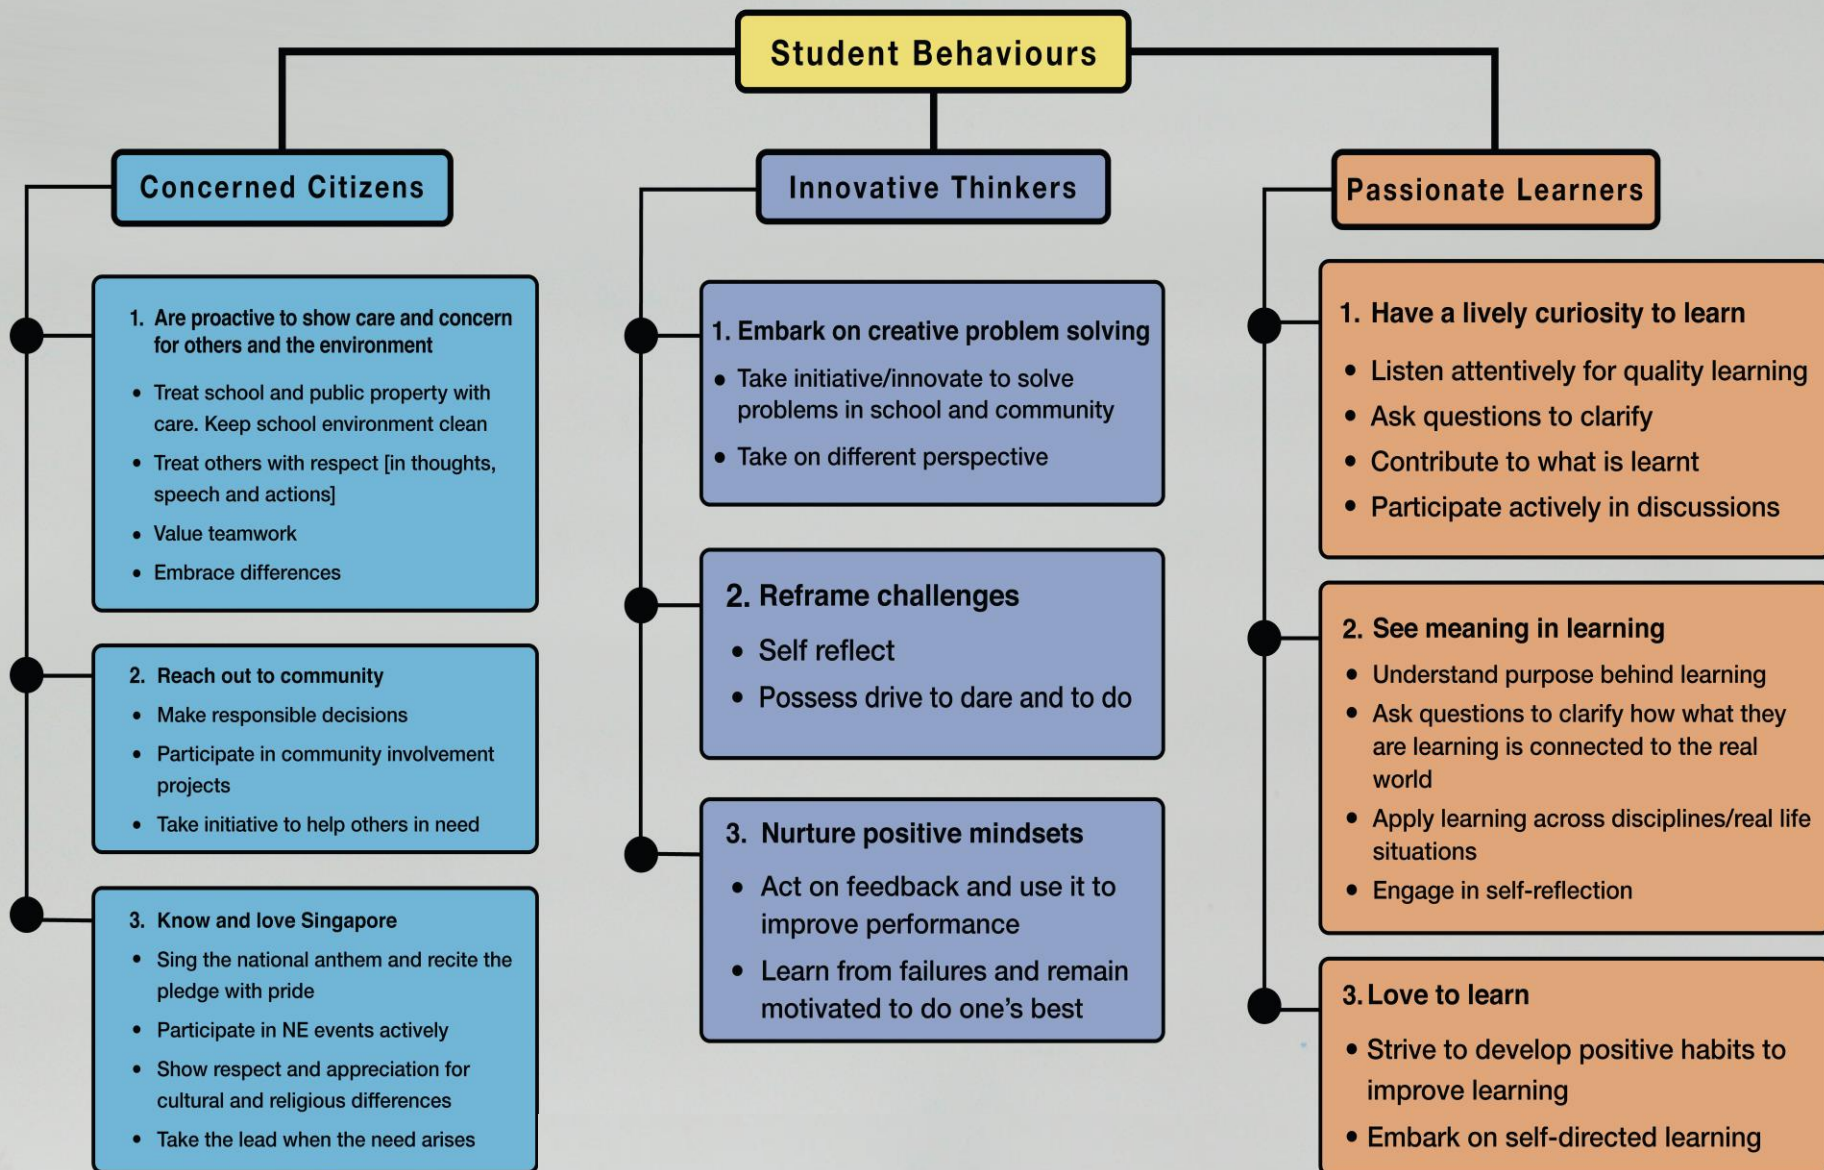 Student Behaviours
Concerned Citizens
1. Are proactive to show care and concern
for others and the environment
• Treat school and public property with
care. Keep school environment clean
• Treat others with respect [in thoughts,
speech and actions]
• Value teamwork
• Embrace differences
2. Reach out to community
• Make responsible decisions
• Participate in community involvement
projects
• Take initiative to help others in need
3. Know and love Singapore
• Sing the national anthem and recite the
pledge with pride
• Participate in NE events actively
• Show respect and appreciation for
cultural and religious differences
• Take the lead when the need arises
Innovative Thinkers
1. Embark on creative problem solving
• Take initiative/innovate to solve
problems in school and community
• Take on different perspective
2. Reframe challenges
• Self reflect
• Possess drive to dare and to do
3. Nurture positive mindsets
• Act on feedback and use it to
improve performance
• Learn from failures and remain
motivated to do one’s best
Passionate Learners
1. Have a lively curiosity to learn
• Listen attentively for quality learning
• Ask questions to clarify
• Contribute to what is learnt
• Participate actively in discussions
2. See meaning in learning
• Understand purpose behind learning
• Ask questions to clarify how what they
are learning is connected to the real
world
• Apply learning across disciplines/real life
situations
• Engage in self-reflection
3. Love to learn
• Strive to develop positive habits to
improve learning
• Embark on self-directed learning